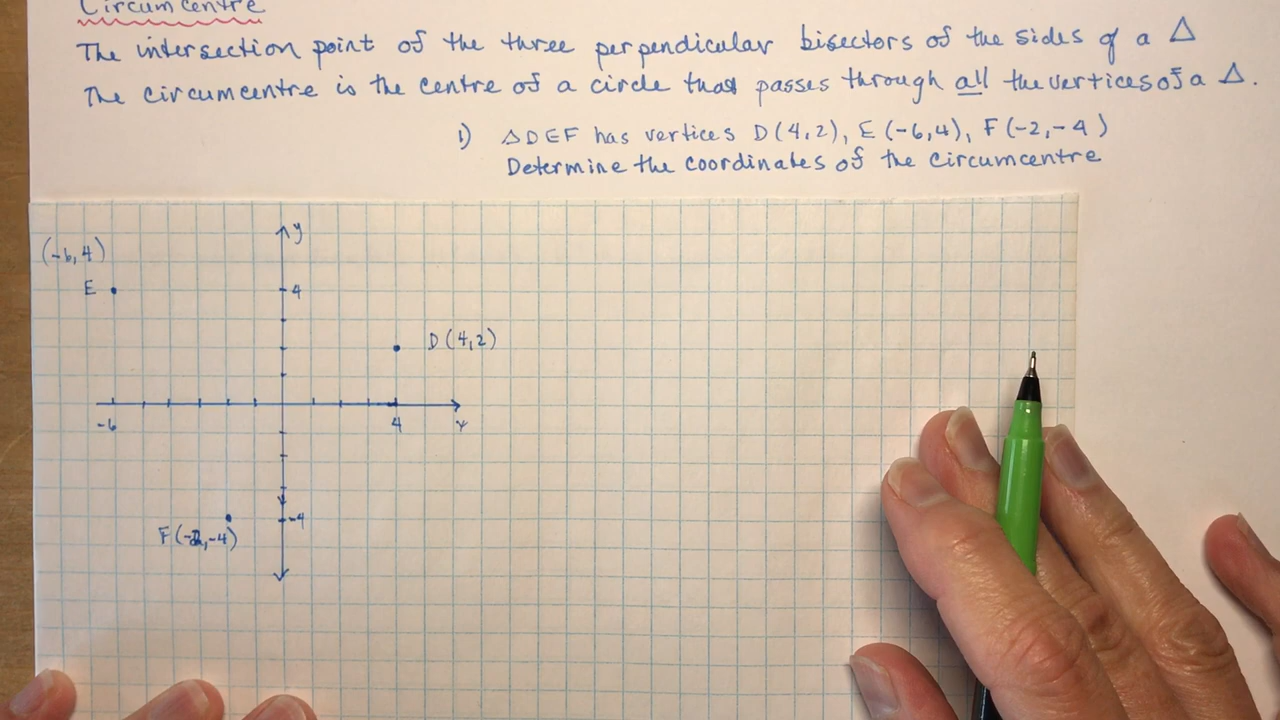 Circumcentre
The intersection point of the three perpendicular bisectors of the sides of a Δ
The circumcentre is the centre of a circle that passes through all the vertices of a Δ.
1) ΔDEF has vertices D(4,2), E(-6,4), F(-2,-4)
Determine the coordinates of the circumcentre
y
(-6,4)
E
4
D(4,2)
-6
4
x
-4
F(-2,-4)